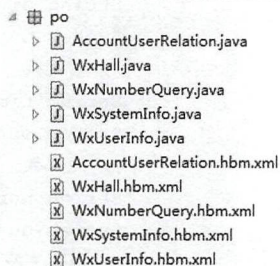 po
AccountUserRelation.java
WxHall.java
WxNumberQuery.java
WxSystemInfo.java
WxUserInfo.java
AccountUserRelation.hbm.xml
WxHall.hbm.xml
WxNumberQuery.hbm.xml
WxSystemInfo.hbm.xml
WxUserInfo.hbm.xml